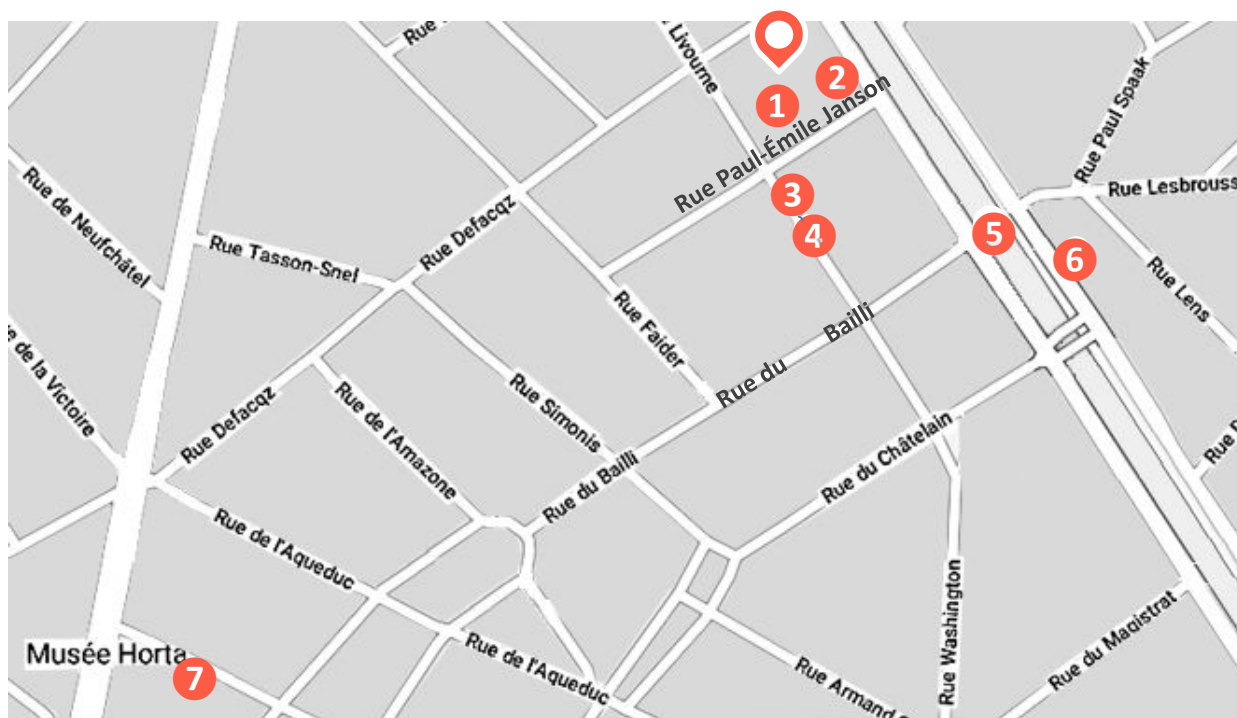 Livourne
1
2
Rue Paul-Émile Janson
Rue Paul Spaak
Rue de Neufchâtel
Rue Tasson-Snel
Rue Defacqz
3
4
5
6
Rue Lesbrouss
Rue Lens
Rue Faider
Rue du Bailli
e de la Victoire
Rue Defacqz
Rue de l'Amazone
Rue Simonis
Rue du Bailli
Rue du Châtelain
Rue de l'Aqueduc
Rue Washington
Rue du Magistrat
Musée Horta
7
Rue de l'Aqueduc
Rue Armand